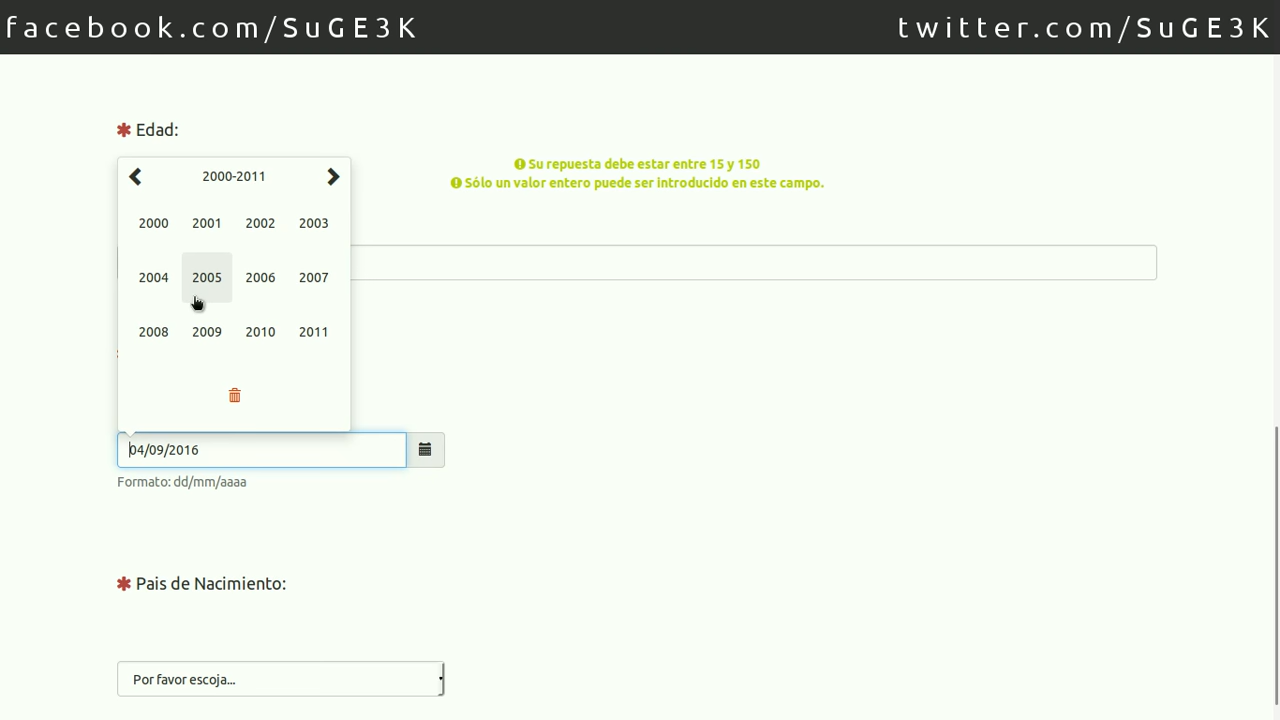 facebook.com/SuGE3K
twitter.com/SuGE3K
Edad:
Su repuesta debe estar entre 15 y 150
Sólo un valor entero puede ser introducido en este campo.
2000-2011
2000 2001 2002 2003
2004 2005 2006 2007
2008 2009 2010 2011
04/09/2016
Formato: dd/mm/aaaa
Pais de Nacimiento:
Por favor escoja...